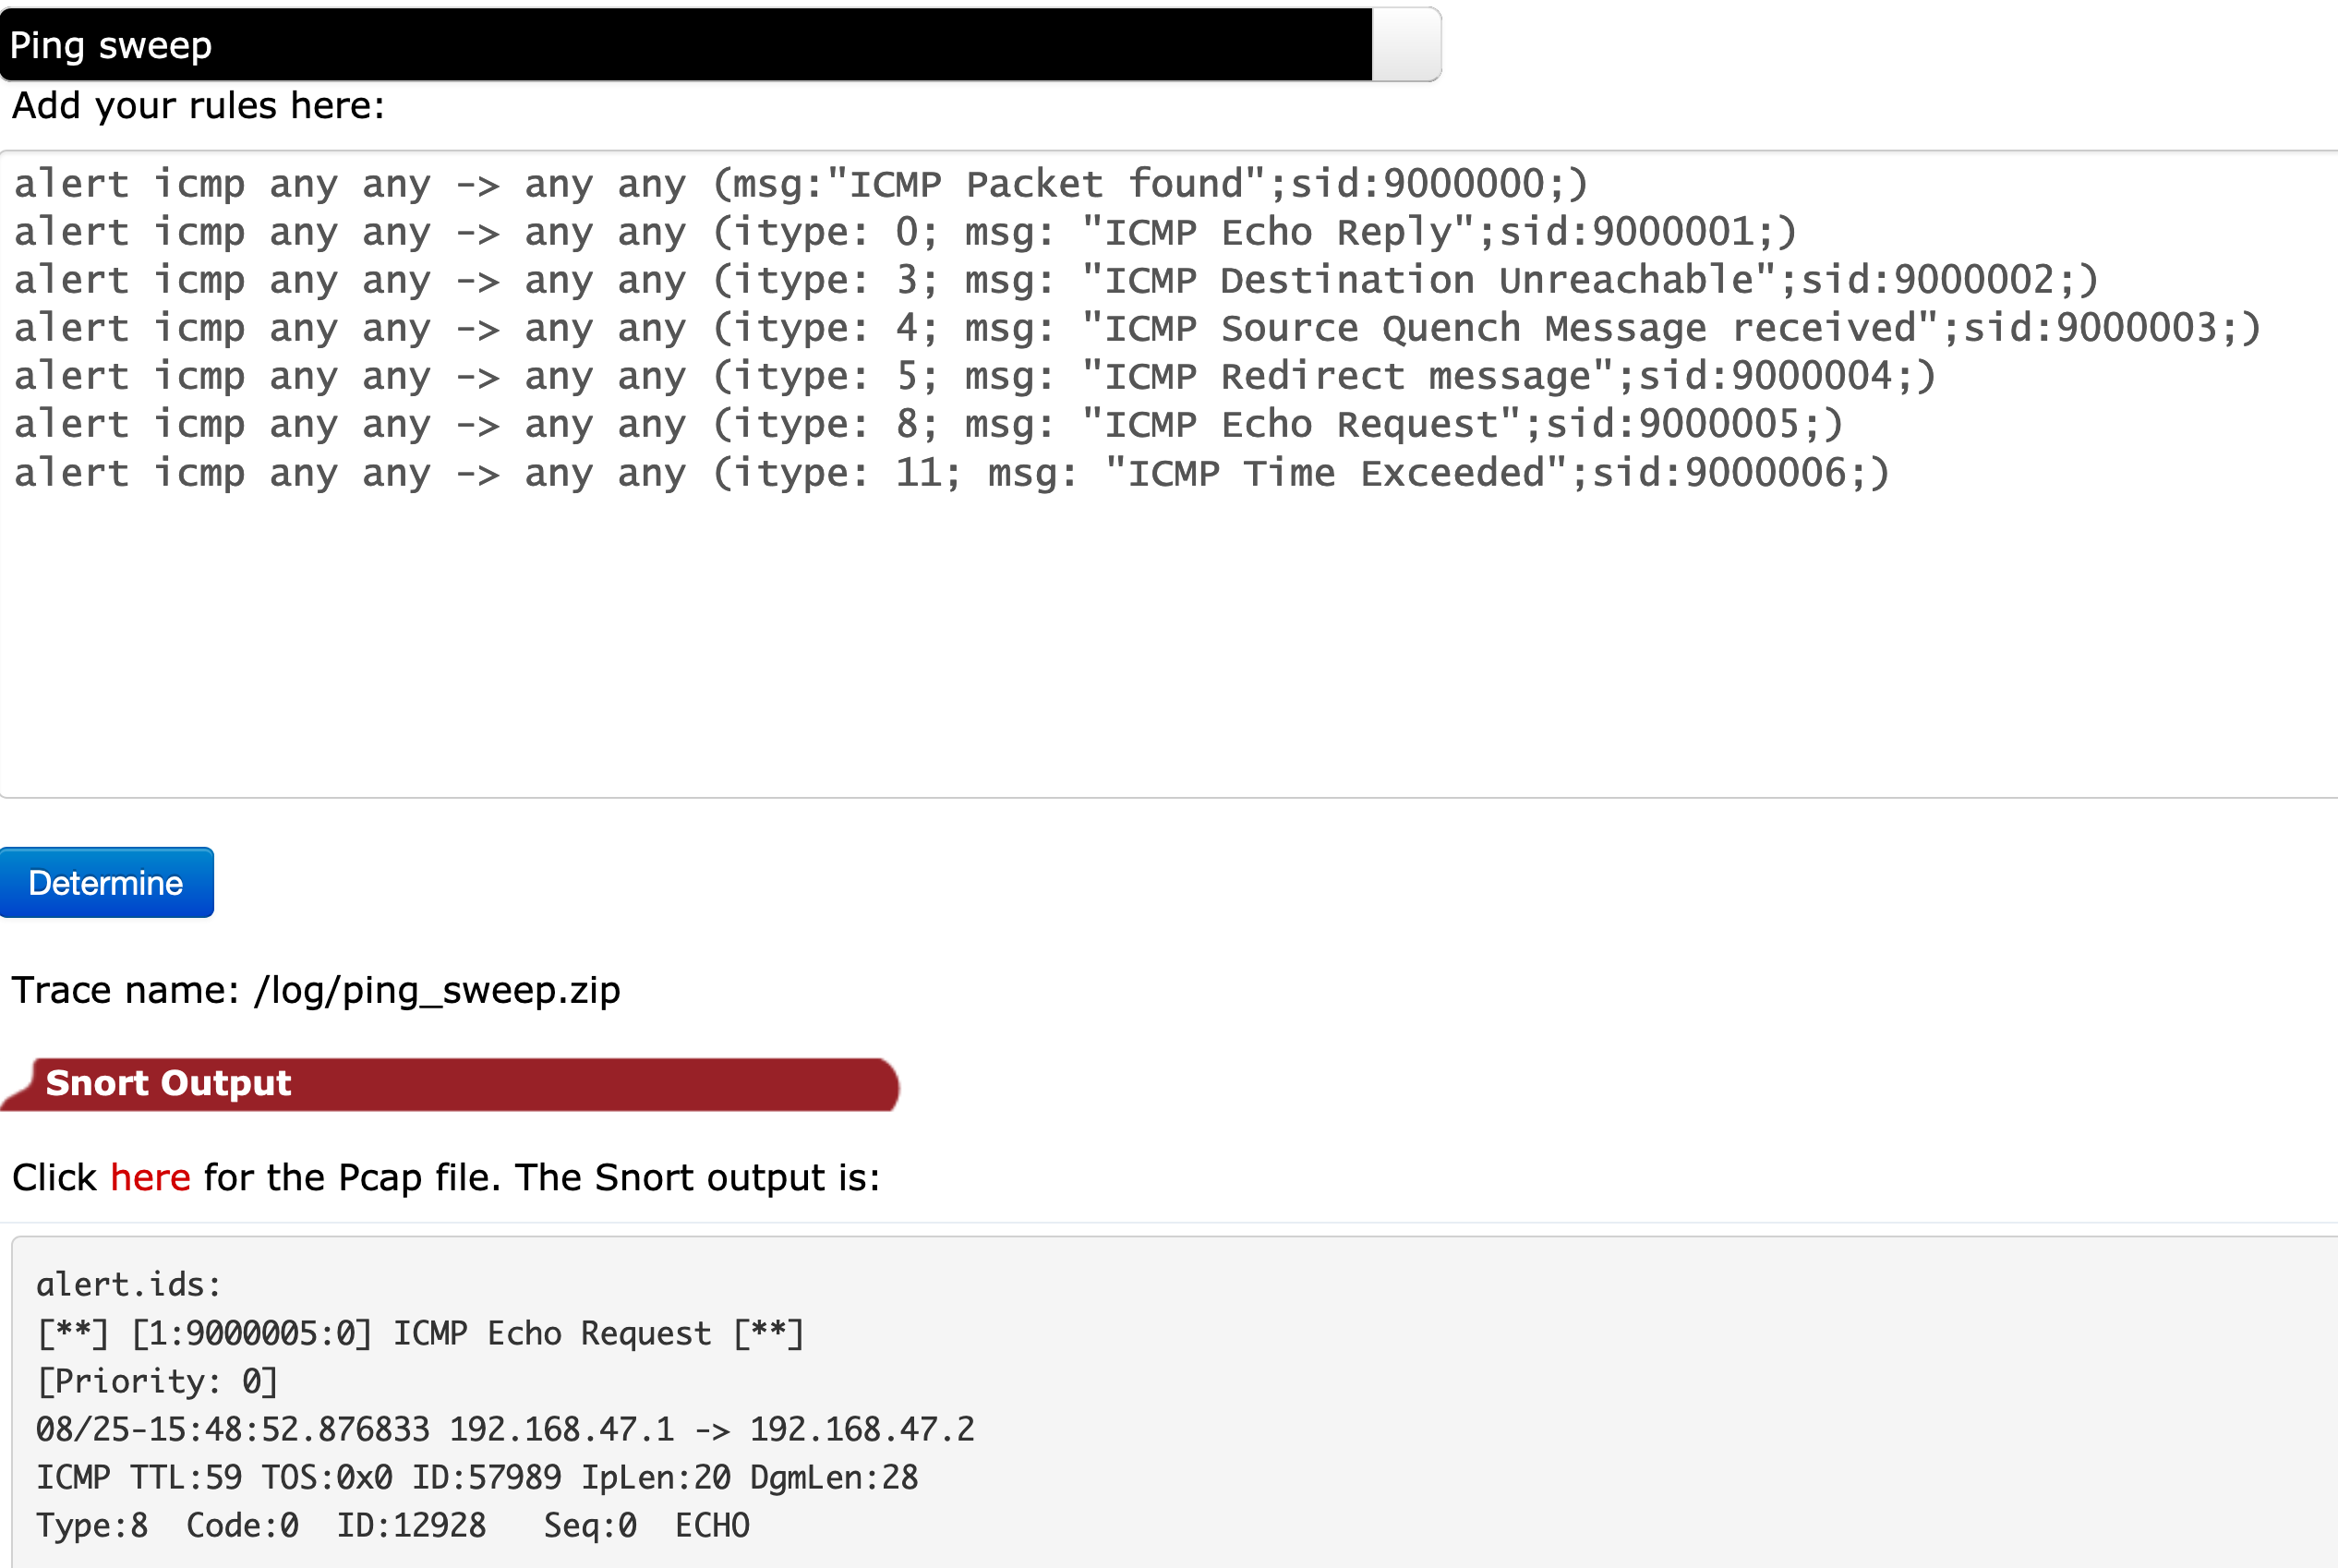 Ping sweep
Add your rules here:
alert icmp any any -> any any (msg:"ICMP Packet found";sid:9000000;)
alert icmp any any -> any any (itype: 0; msg: "ICMP Echo Reply";sid:9000001;)
alert icmp any any -> any any (itype: 3; msg: "ICMP Destination Unreachable";sid:9000002;)
alert icmp any any -> any any (itype: 4; msg: "ICMP Source Quench Message received";sid:9000003;)
alert icmp any any -> any any (itype: 5; msg: "ICMP Redirect message";sid:9000004;)
alert icmp any any -> any any (itype: 8; msg: "ICMP Echo Request";sid:9000005;)
alert icmp any any -> any any (itype: 11; msg: "ICMP Time Exceeded";sid:9000006;)
Determine
Trace name: /log/ping_sweep.zip
Snort Output
Click here for the Pcap file. The Snort output is:
alert.ids:
[**] [1:9000005:0] ICMP Echo Request [**]
[Priority: 0]
08/25-15:48:52.876833 192.168.47.1 -> 192.168.47.2
ICMP TTL:59 TOS:0x0 ID:57989 IpLen:20 DgmLen:28
Type:8  Code:0  ID:12928   Seq:0  ECHO